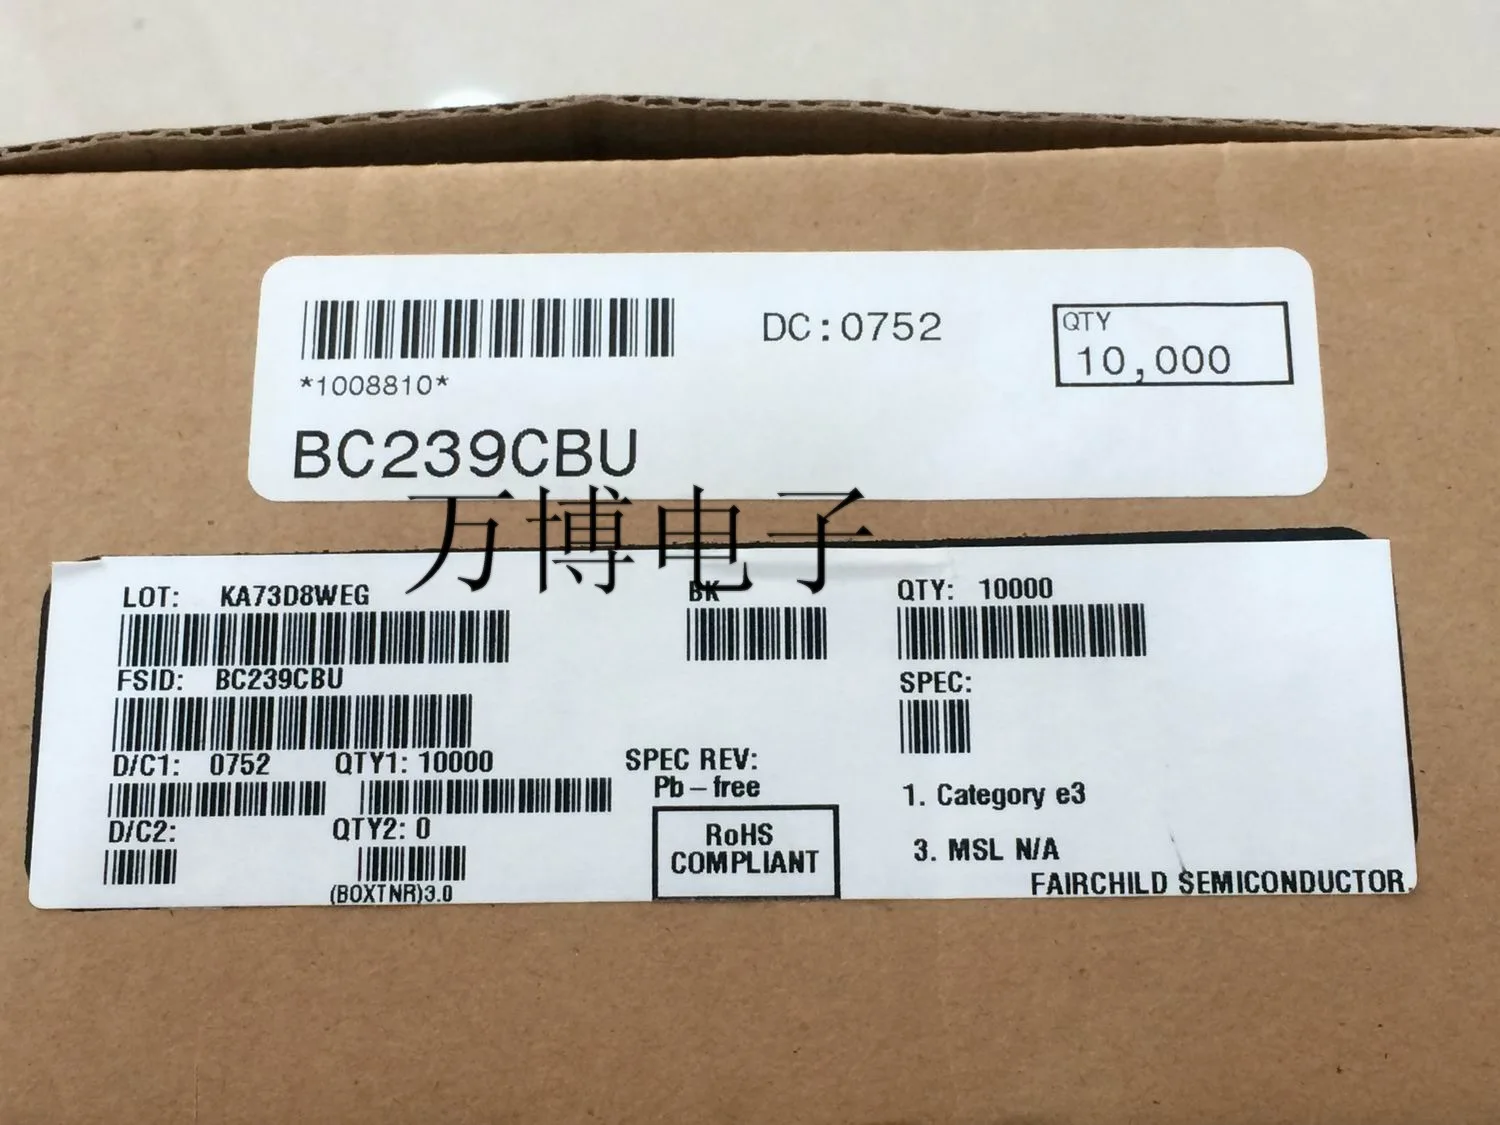 DC:0752
QTY
10,000
*1008810*
BC239CBU
万博电子
LOT: KA73D8WEG
BK
QTY: 10000
FSID: BC239CBU
SPEC:
D/C1: 0752 QTY1: 10000
SPEC REV:
Pb-free
1. Category e3
D/C2: QTY2: 0
RoHS
COMPLIANT
3. MSL N/A
(BOXTNR)3.0
FAIRCHILD SEMICONDUCTOR